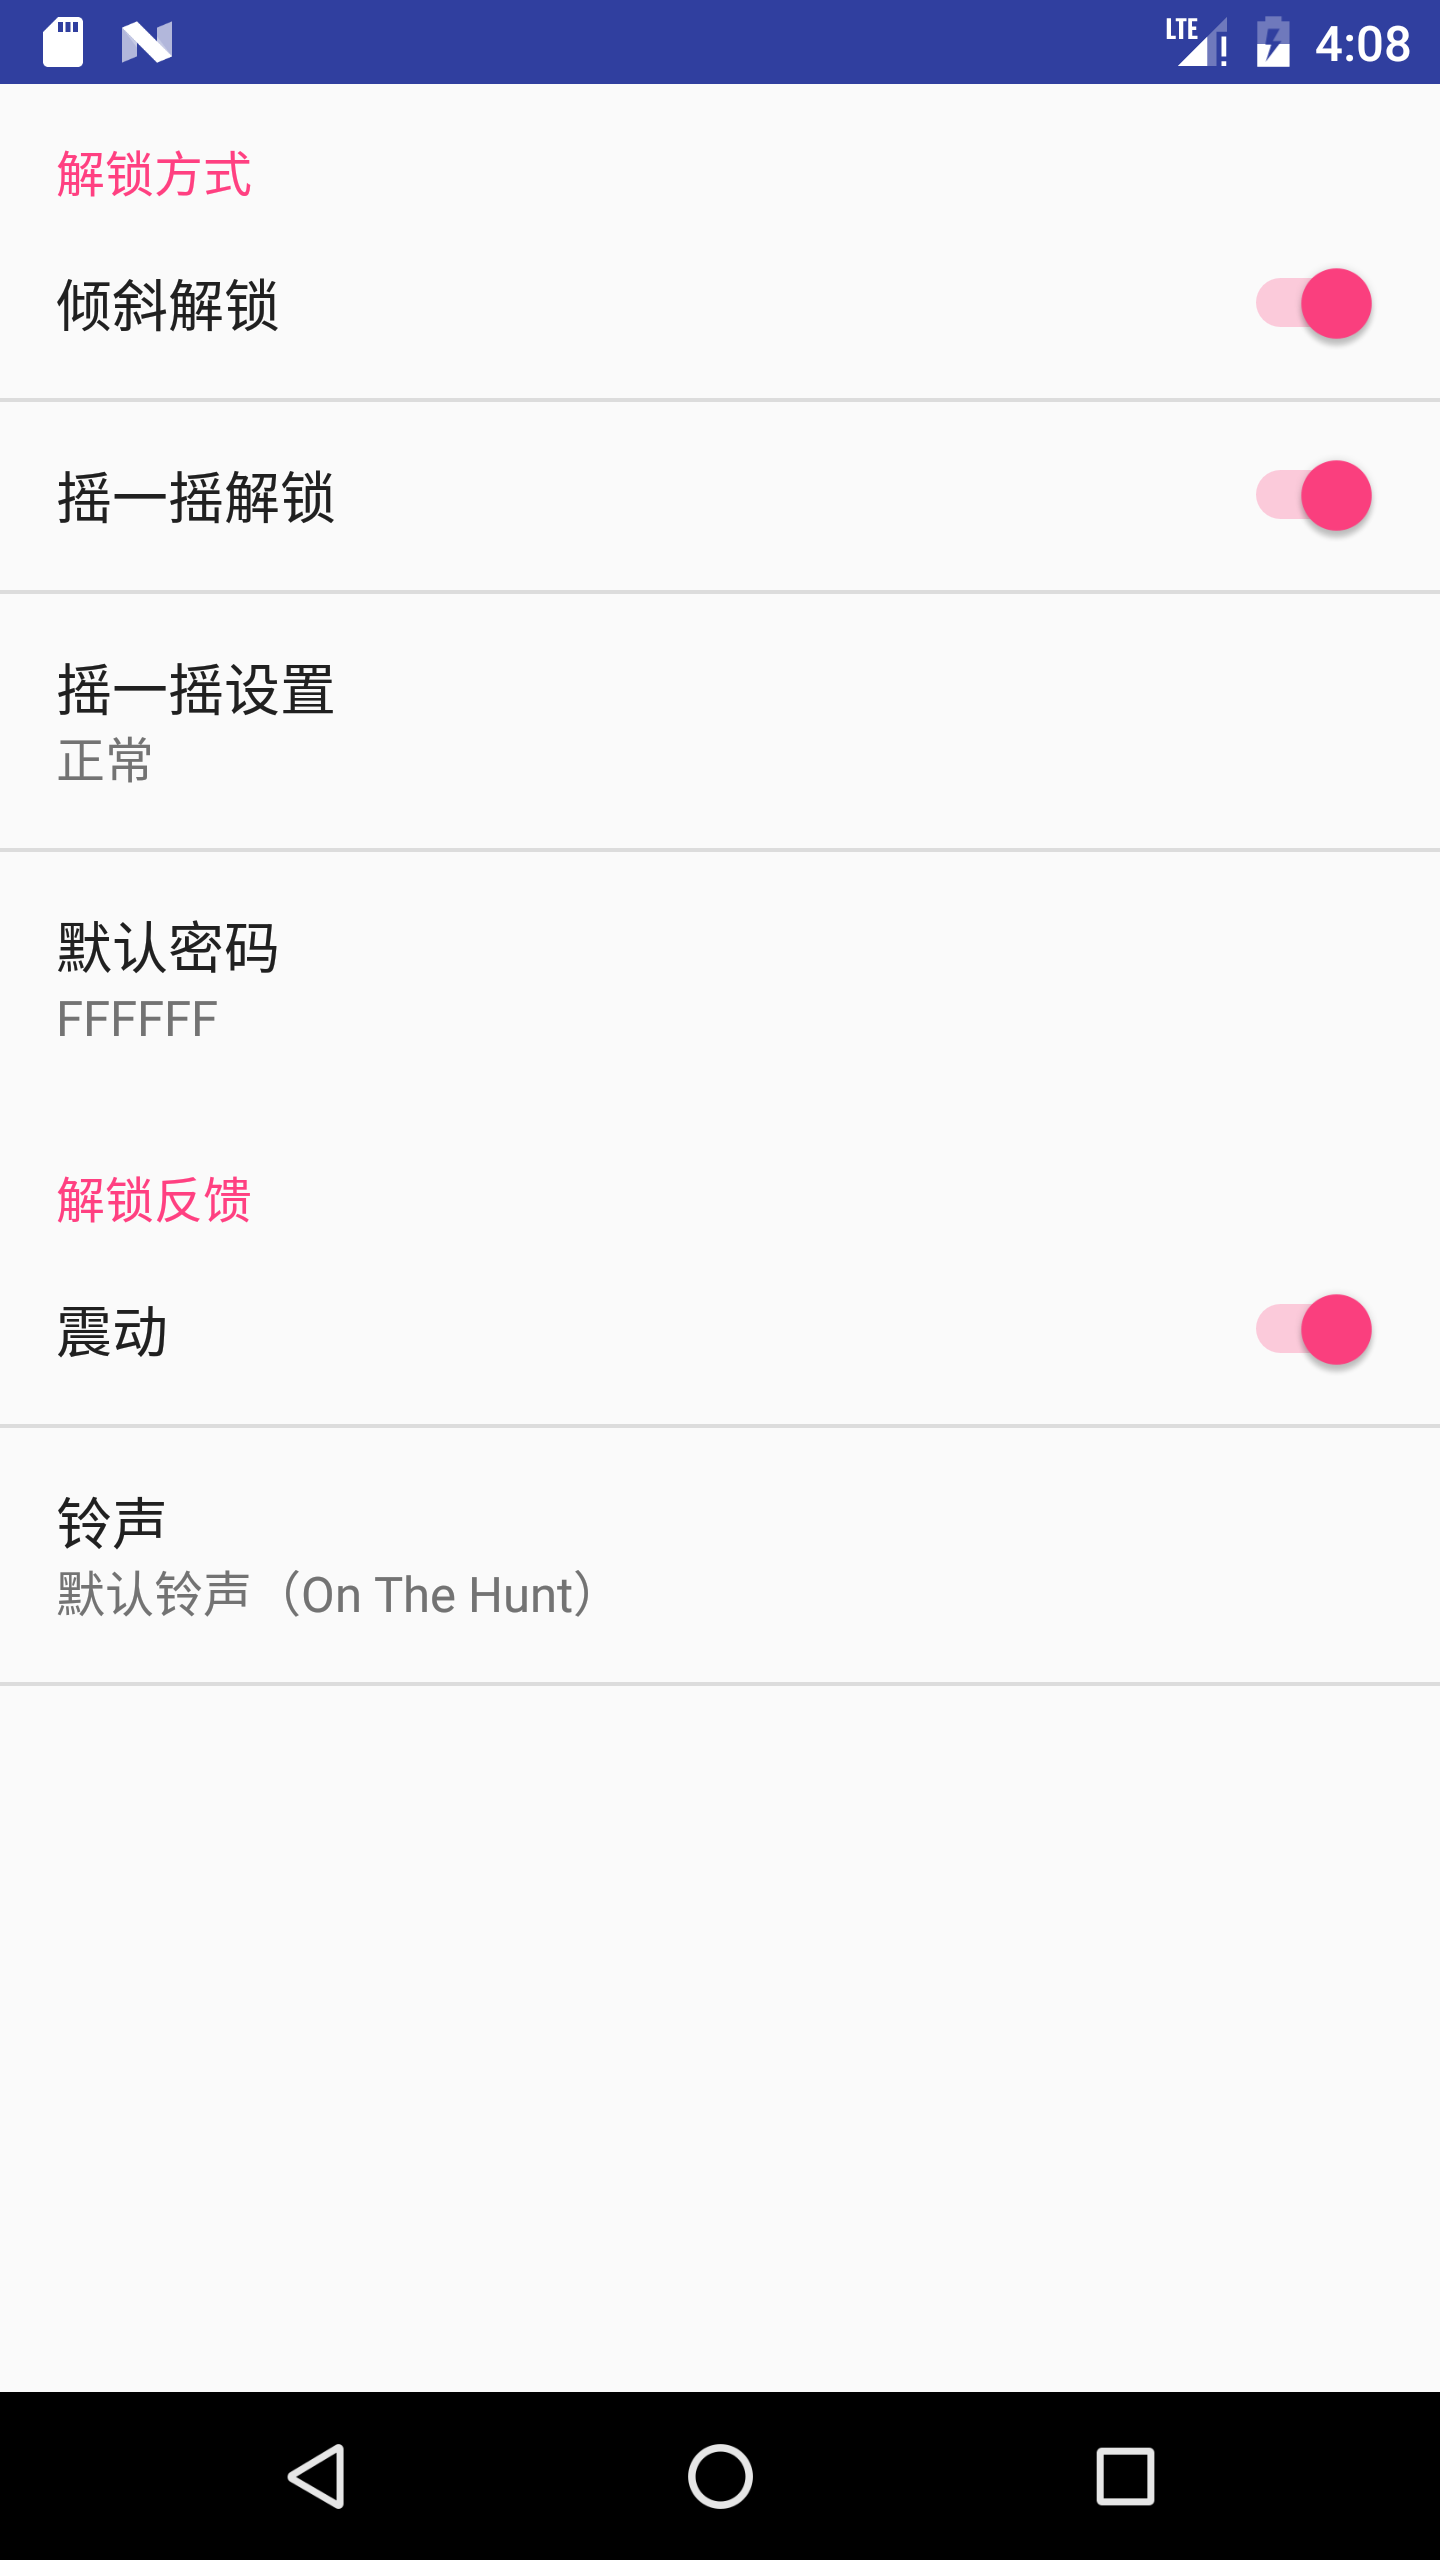 LTE 4:08
解锁方式
倾斜解锁
摇一摇解锁
摇一摇设置
正常
默认密码
FFFFFF
解锁反馈
震动
铃声
默认铃声（On The Hunt）